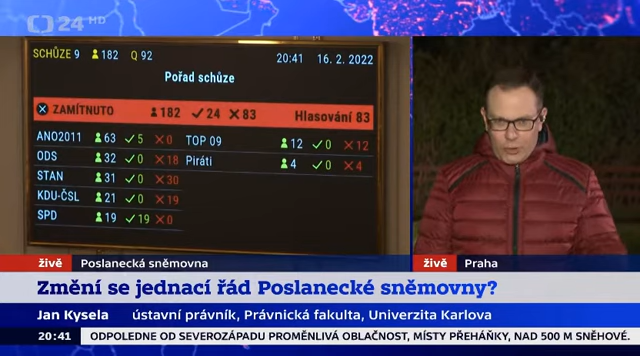 ČT24 HD
SCHŮZE 9 182 Q 92 20:41 16. 2. 2022
Pořad schůze
ZAMÍTNUTO 182 24 83 Hlasování 83
ANO2011 63 5 0 TOP 09 12 0 12
ODS 32 0 18 Piráti 4 0 4
STAN 31 0 30
KDU-ČSL 21 0 19
SPD 19 19 0
živě Poslanecká sněmovna živě Praha
Změní se jednací řád Poslanecké sněmovny?
Jan Kysela ústavní právník, Právnická fakulta, Univerzita Karlova
20:41 ODPOLEDNE OD SEVEROZÁPADU PROMĚNLIVÁ OBLAČNOST, MÍSTY PŘEHÁŇKY, NAD 500 M SNĚHOVÉ.